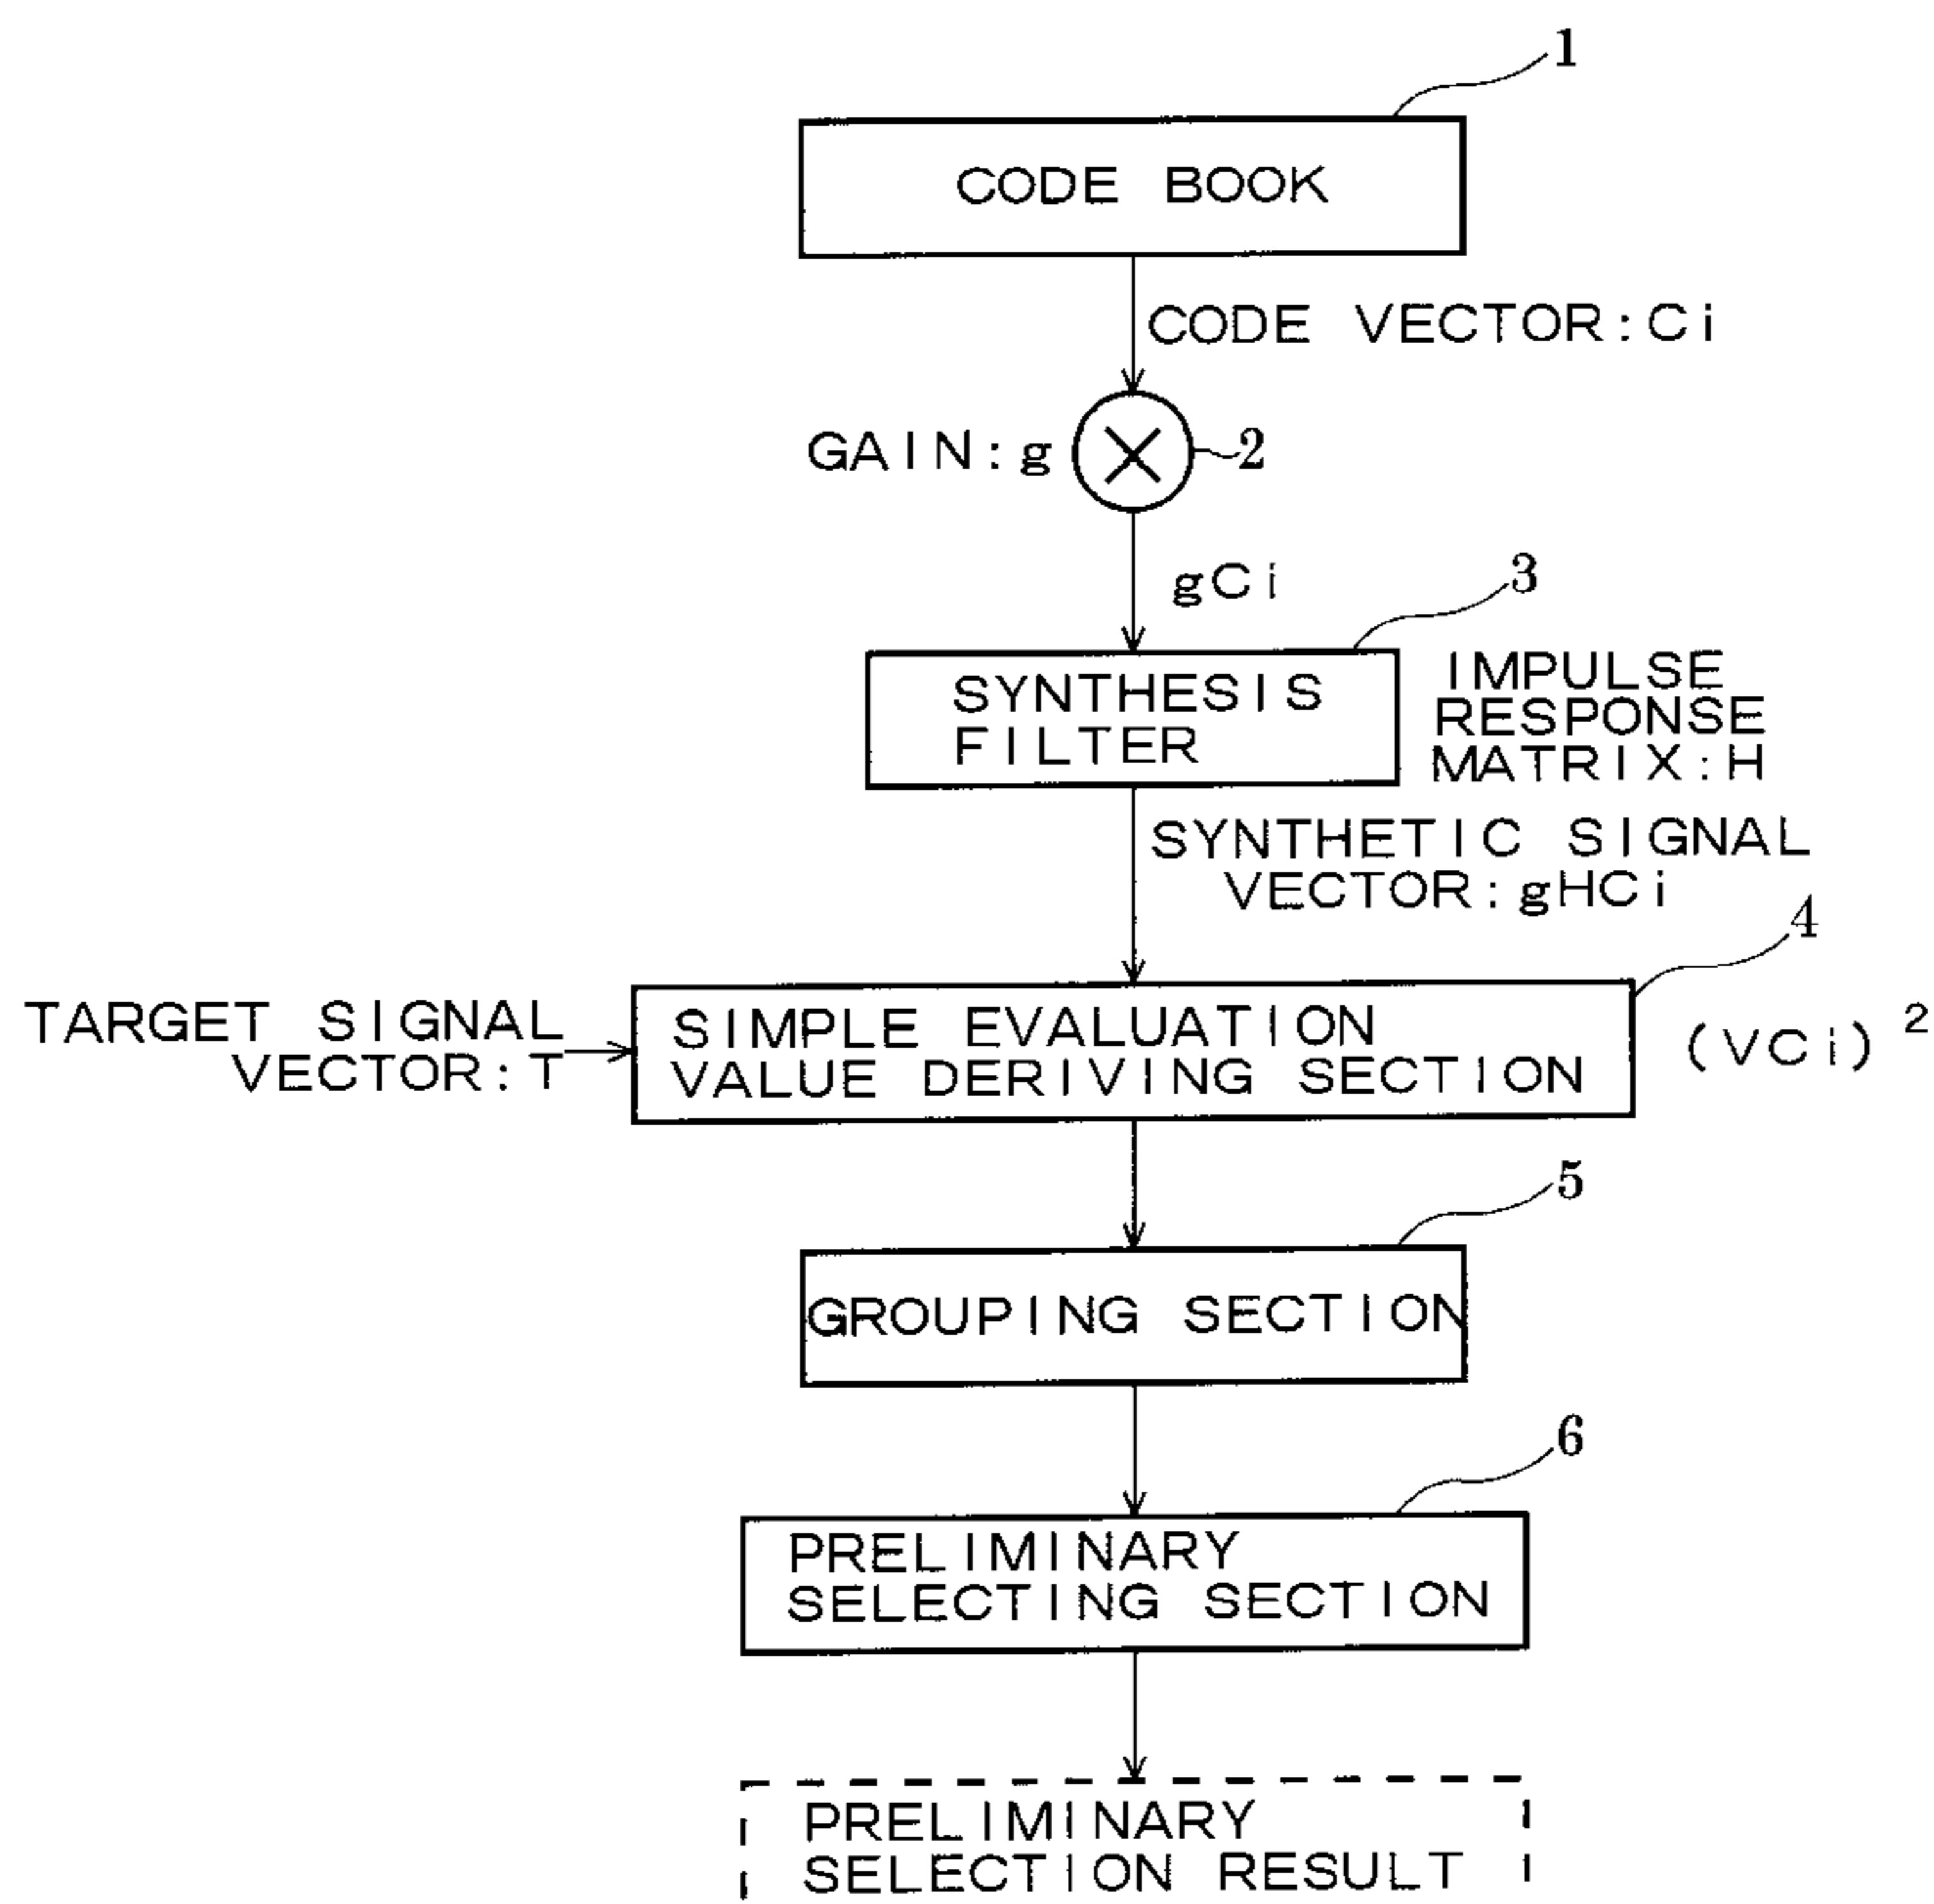 1
CODE BOOK
CODE VECTOR:Ci
GAIN:g
2
gCi
3
SYNTHESIS
FILTER
IMPULSE
RESPONSE
MATRIX:H
SYNTHETIC SIGNAL
VECTOR:gHCi
4
TARGET SIGNAL
VECTOR:T
SIMPLE EVALUATION
VALUE DERIVING SECTION
(VCi)²
5
GROUPING SECTION
6
PRELIMINARY
SELECTING SECTION
PRELIMINARY
SELECTION RESULT